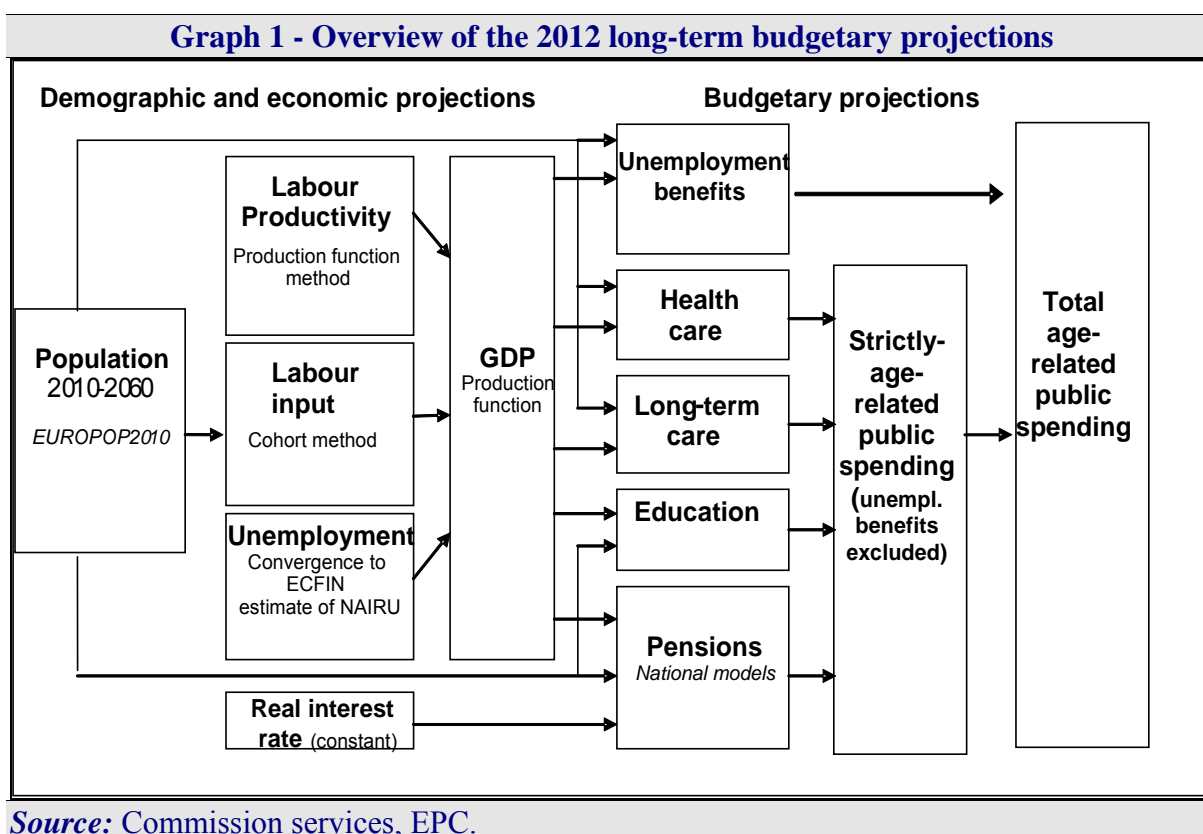 Graph 1 - Overview of the 2012 long-term budgetary projections
Demographic and economic projections
Budgetary projections
Population
2010-2060
EUROPOP2010
Labour
Productivity
Production function
method
Labour
input
Cohort method
Unemployment
Convergence to
ECFIN
estimate of NAIRU
Real interest
rate (constant)
GDP
Production
function
Unemployment
benefits
Health
care
Long-term
care
Education
Pensions
National models
Strictly-
age-
related
public
spending
(unempl.
benefits
excluded)
Total
age-
related
public
spending
Source: Commission services, EPC.